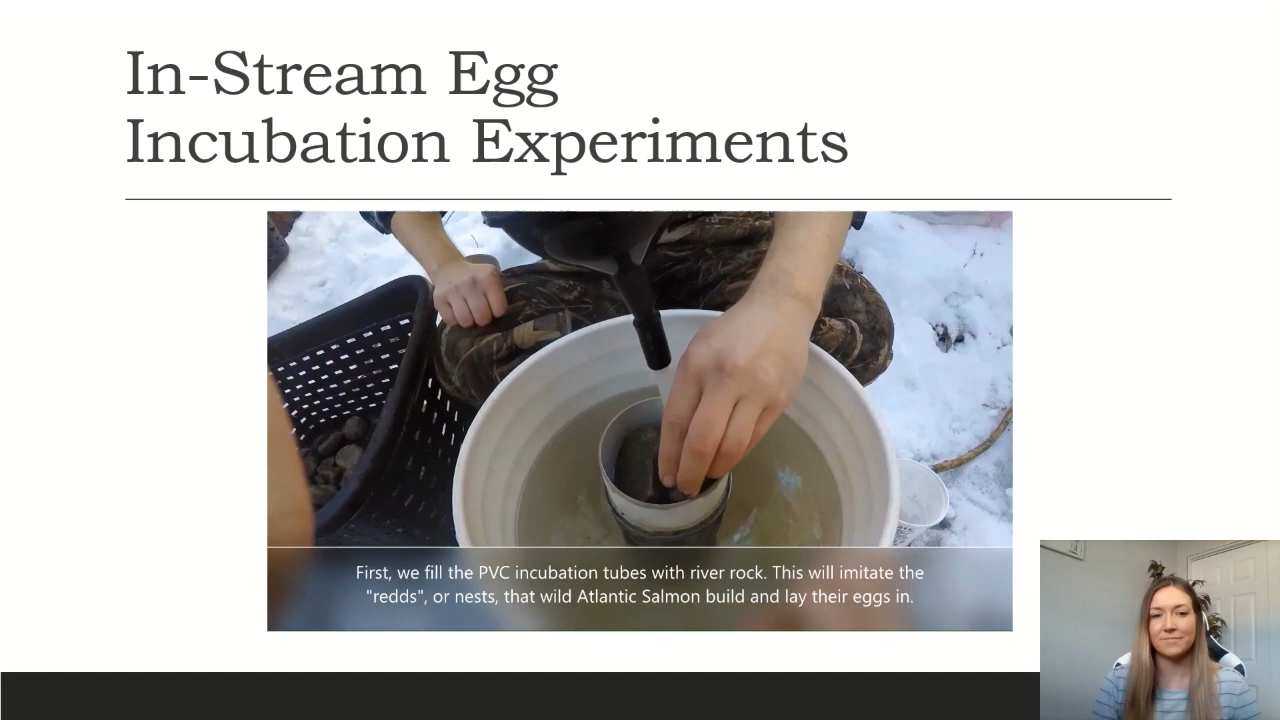 In-Stream Egg
Incubation Experiments
First, we fill the PVC incubation tubes with river rock. This will imitate the
"redds", or nests, that wild Atlantic Salmon build and lay their eggs in.